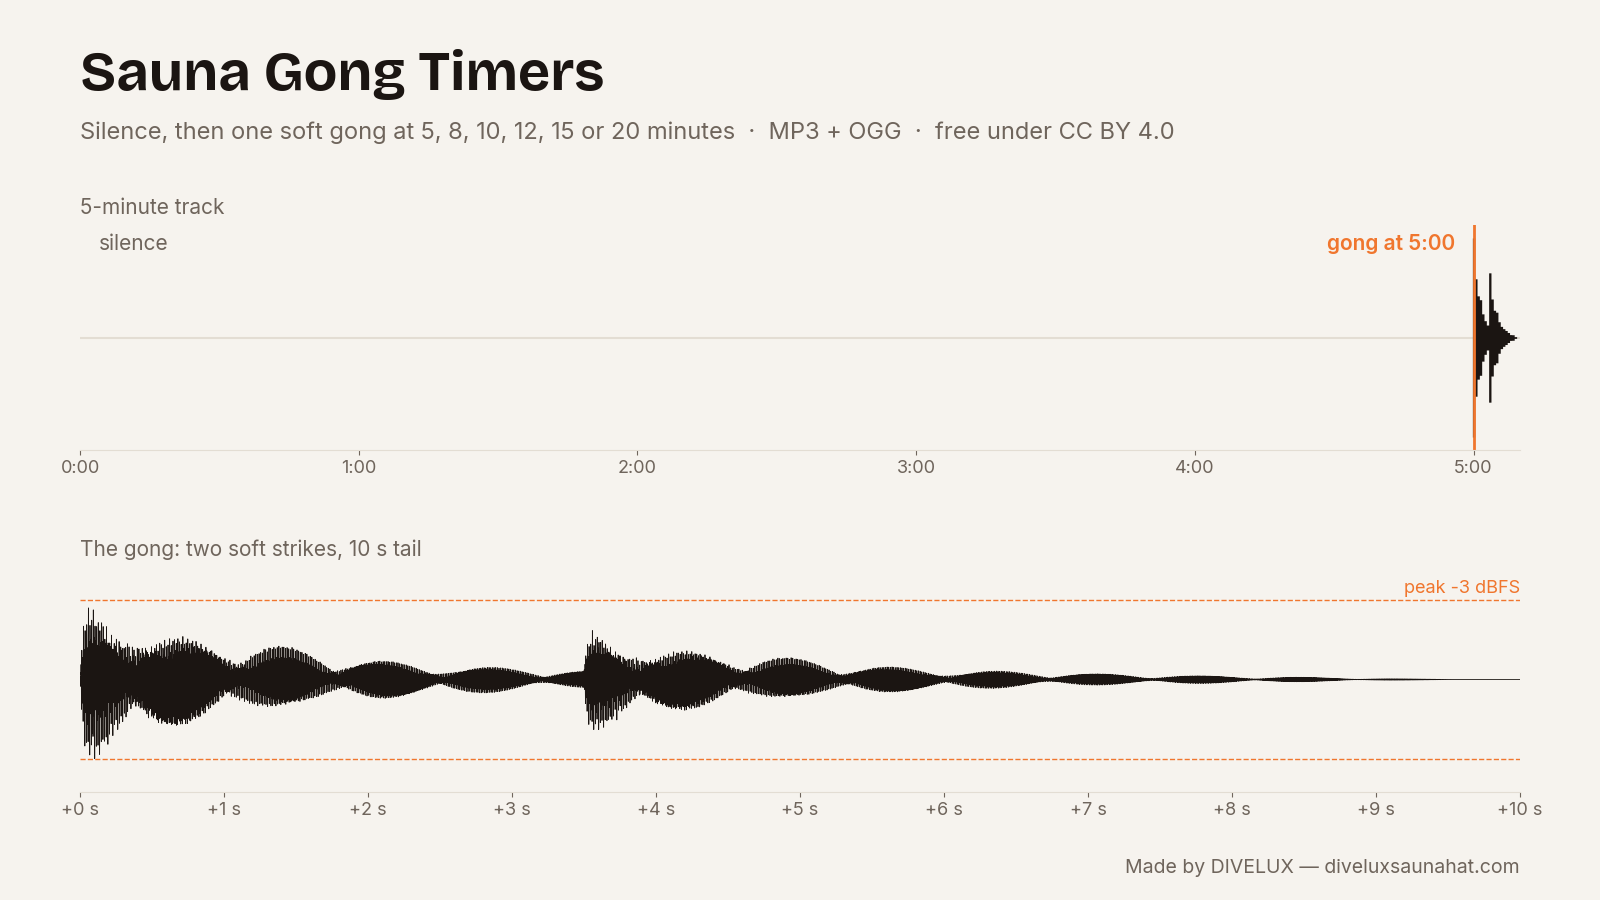 Sauna Gong Timers
Silence, then one soft gong at 5, 8, 10, 12, 15 or 20 minutes · MP3 + OGG · free under CC BY 4.0
5-minute track
silence
gong at 5:00
0:00 1:00 2:00 3:00 4:00 5:00
The gong: two soft strikes, 10 s tail
peak -3 dBFS
+0 s +1 s +2 s +3 s +4 s +5 s +6 s +7 s +8 s +9 s +10 s
Made by DIVELUX — diveluxsaunahat.com